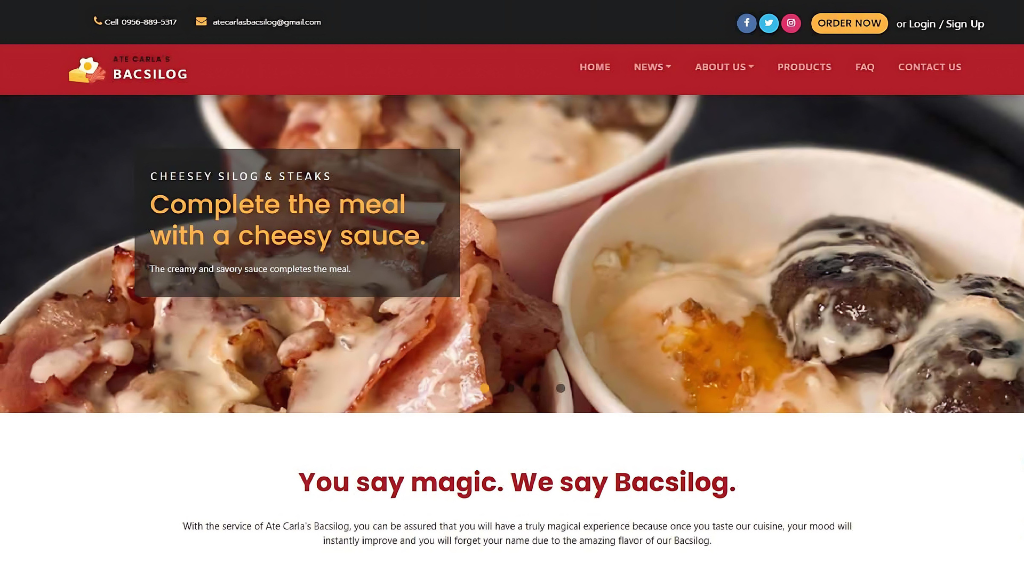 Cell 0956-889-5317 atecarlasbacsilog@gmail.com
ORDER NOW or Login / Sign Up
ATE CARLA'S
BACSILOG
HOME NEWS ABOUT US PRODUCTS FAQ CONTACT US
CHEESEY SILOG & STEAKS
Complete the meal
with a cheesy sauce.
The creamy and savory sauce completes the meal.
You say magic. We say Bacsilog.
With the service of Ate Carla's Bacsilog, you can be assured that you will have a truly magical experience because once you taste our cuisine, your mood will
instantly improve and you will forget your name due to the amazing flavor of our Bacsilog.